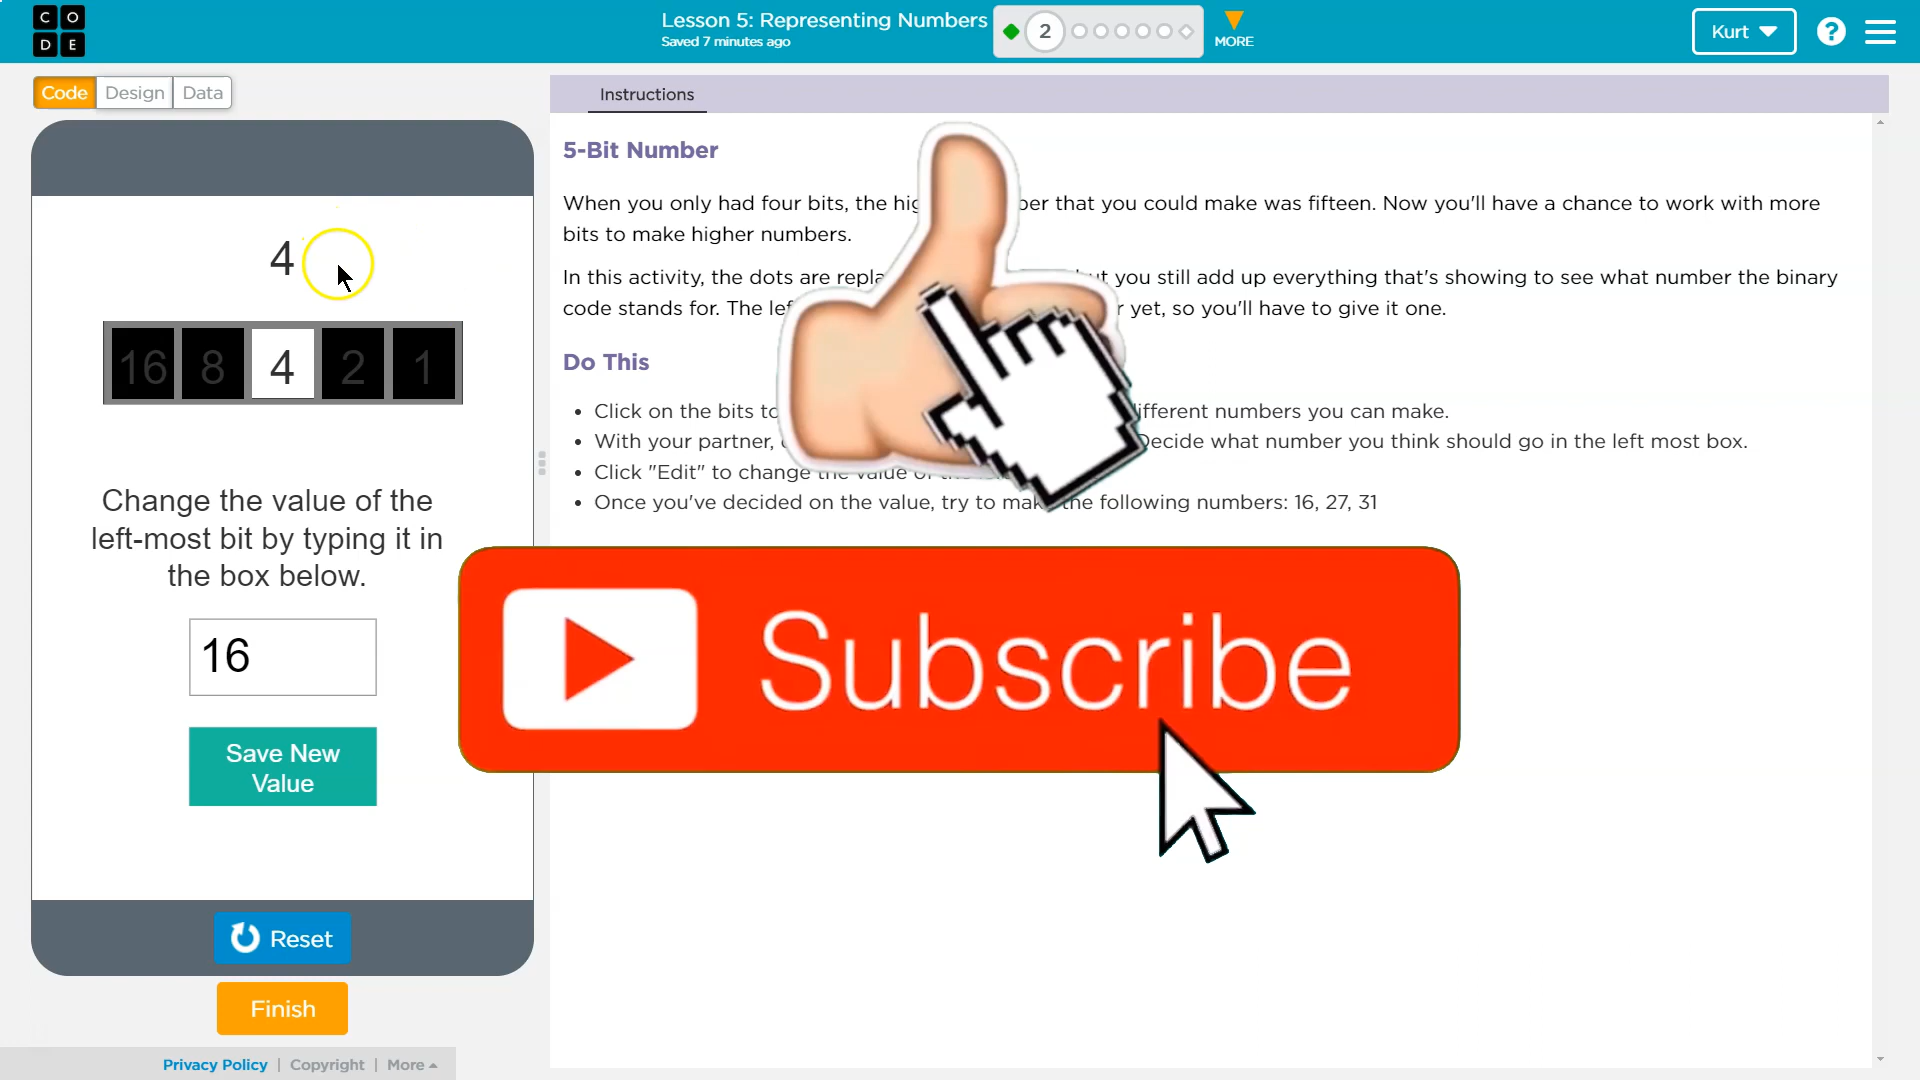 C O
D E
Lesson 5: Representing Numbers
Saved 7 minutes ago
2
MORE
Kurt
?
Code Design Data
4
16 8 4 2 1
Change the value of the
left-most bit by typing it in
the box below.
16
Save New
Value
Reset
Finish
Privacy Policy | Copyright | More
Instructions
5-Bit Number
When you only had four bits, the hig ber that you could make was fifteen. Now you'll have a chance to work with more
bits to make higher numbers.
In this activity, the dots are repla but you still add up everything that's showing to see what number the binary
code stands for. The lef yet, so you'll have to give it one.
Do This
• Click on the bits to different numbers you can make.
• With your partner, Decide what number you think should go in the left most box.
• Click "Edit" to change the value of
• Once you've decided on the value, try to make the following numbers: 16, 27, 31
Subscribe